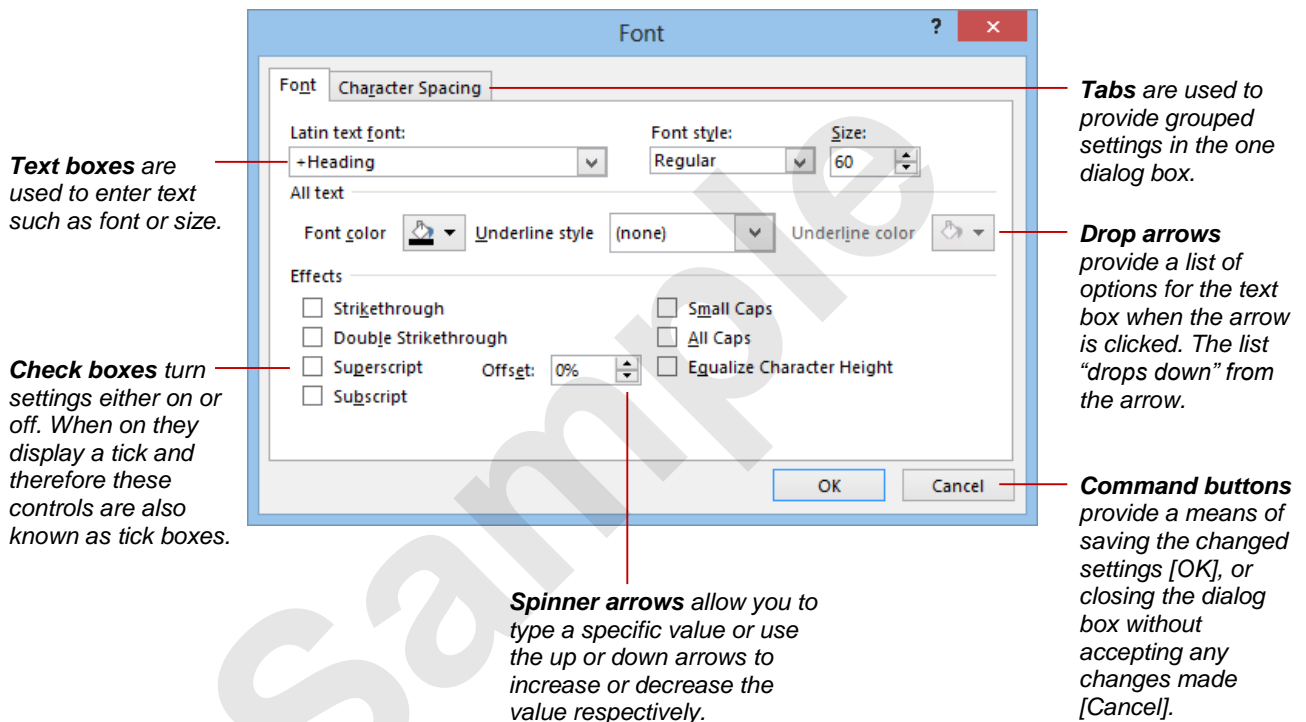 Font
?
Font
Character Spacing
Latin text font:
Font style:
Size:
+Heading
Regular
60
All text
Font color
Underline style
(none)
Underline color
Effects
Strikethrough
Small Caps
Double Strikethrough
All Caps
Superscript
Offset:
0%
Equalize Character Height
Subscript
OK
Cancel
Text boxes are
used to enter text
such as font or size.
Check boxes turn
settings either on or
off. When on they
display a tick and
therefore these
controls are also
known as tick boxes.
Spinner arrows allow you to
type a specific value or use
the up or down arrows to
increase or decrease the
value respectively.
Tabs are used to
provide grouped
settings in the one
dialog box.
Drop arrows
provide a list of
options for the text
box when the arrow
is clicked. The list
“drops down” from
the arrow.
Command buttons
provide a means of
saving the changed
settings [OK], or
closing the dialog
box without
accepting any
changes made
[Cancel].
Sample